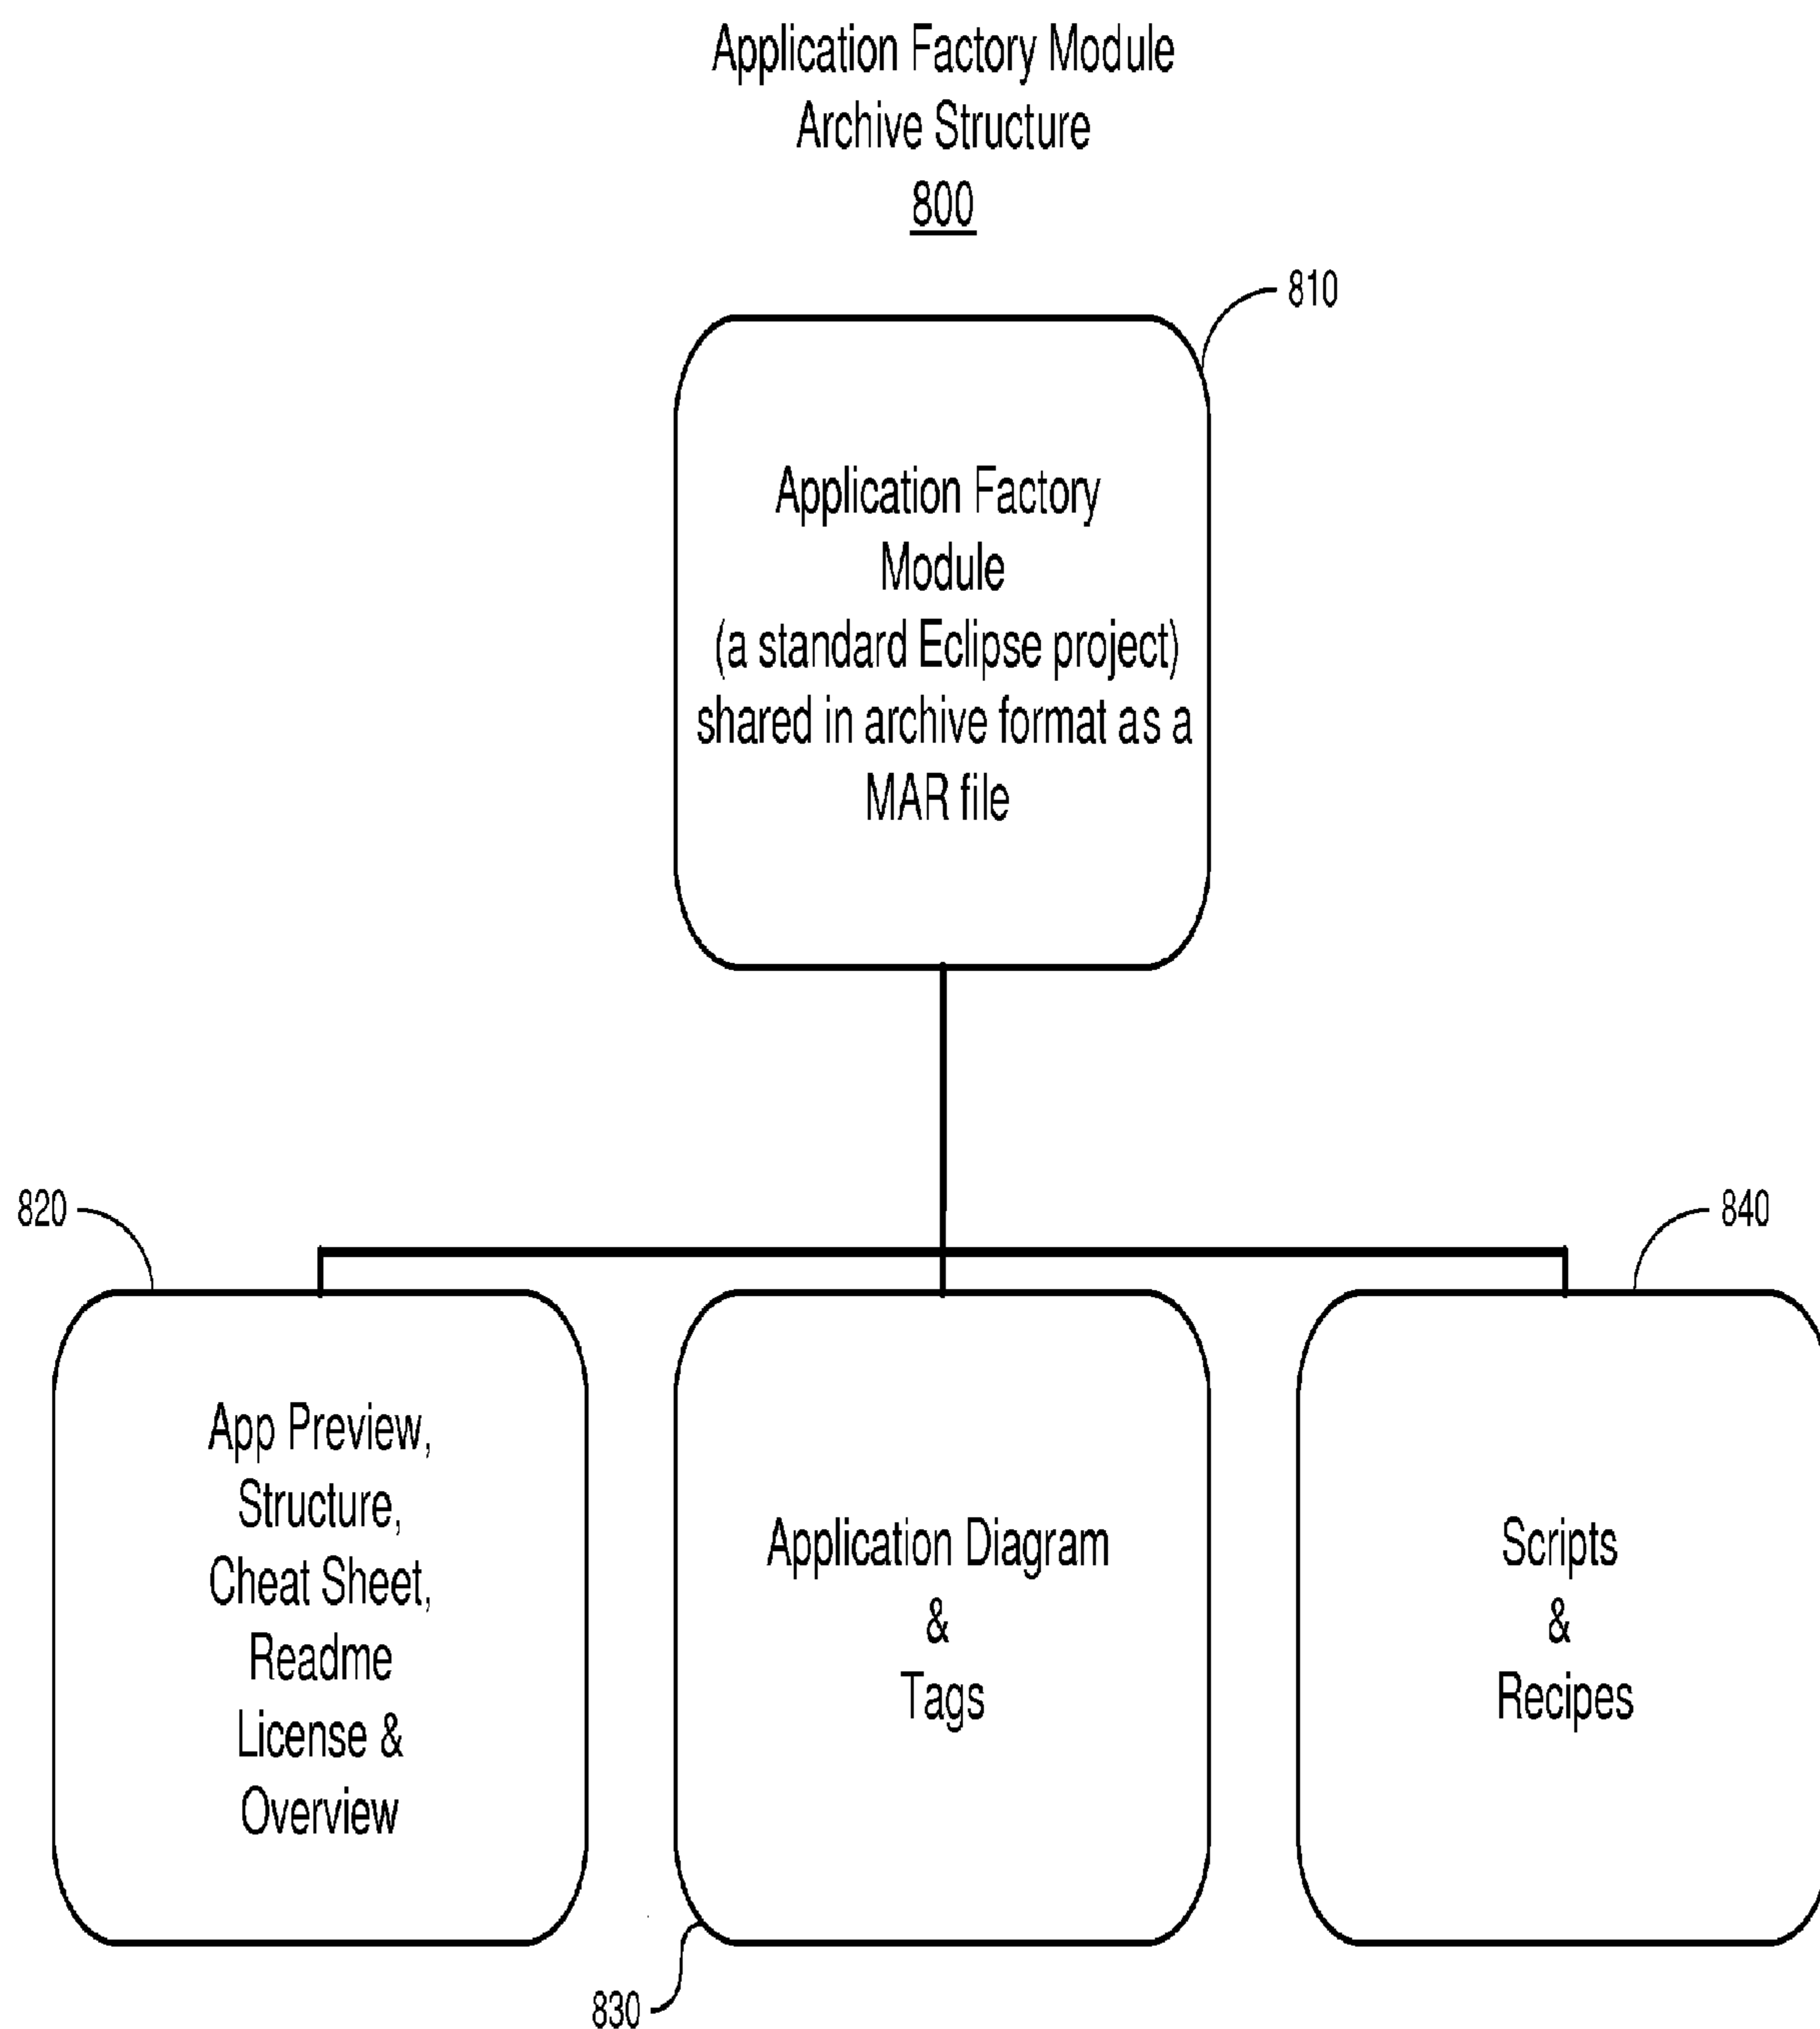 Application Factory Module
Archive Structure
800
810
Application Factory
Module
(a standard Eclipse project)
shared in archive format as a
MAR file
820
840
App Preview,
Structure,
Cheat Sheet,
Readme
License &
Overview
Application Diagram
&
Tags
Scripts
&
Recipes
830